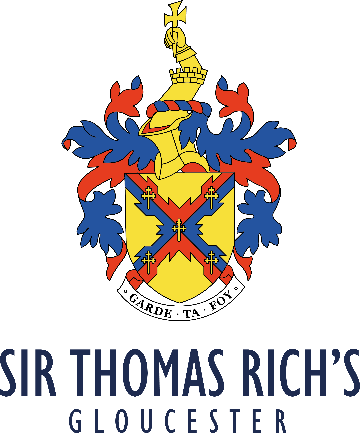 GARDE · TA · FOY
SIR THOMAS RICH'S
GLOUCESTER